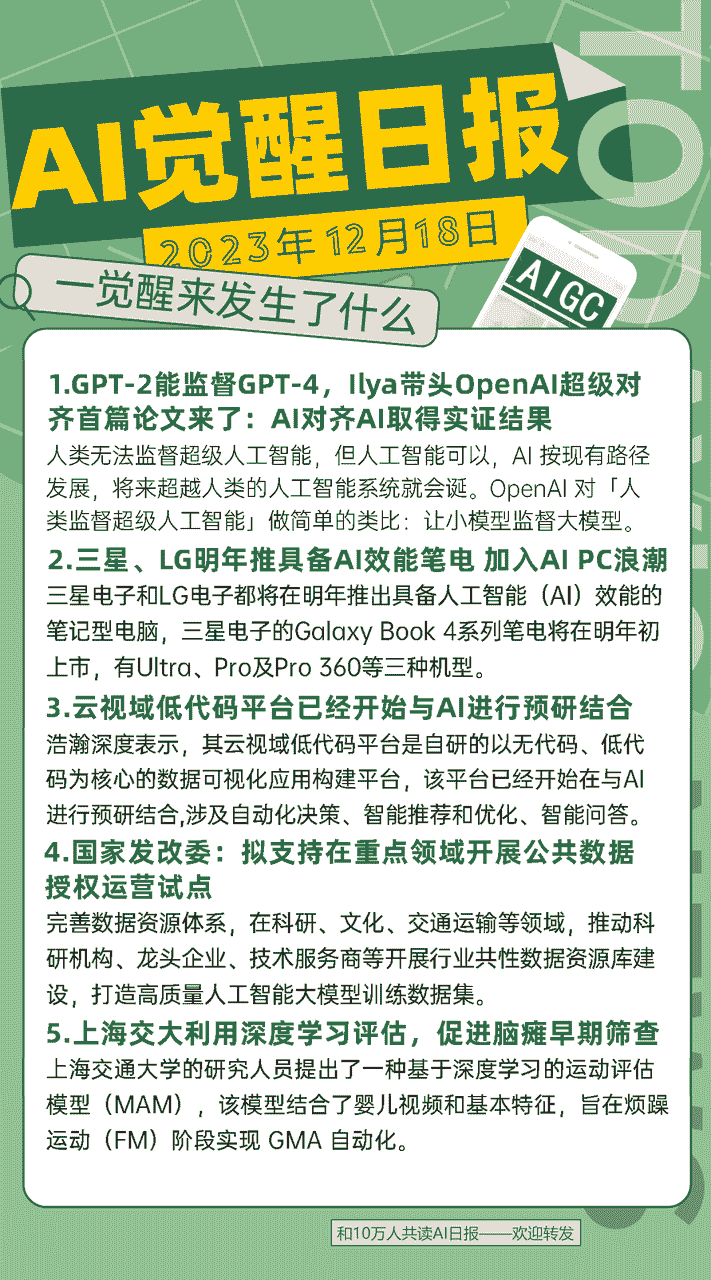 AI觉醒日报
2023年12月18日
一觉醒来发生了什么
AIGC
1.GPT-2能监督GPT-4，Ilya带头OpenAI超级对
齐首篇论文来了：AI对齐AI取得实证结果
人类无法监督超级人工智能，但人工智能可以，AI 按现有路径
发展，将来超越人类的人工智能系统就会诞。OpenAI 对「人
类监督超级人工智能」做简单的类比：让小模型监督大模型。
2.三星、LG明年推具备AI效能笔电 加入AI PC浪潮
三星电子和LG电子都将在明年推出具备人工智能（AI）效能的
笔记型电脑，三星电子的Galaxy Book 4系列笔电将在明年初
上市，有Ultra、Pro及Pro 360等三种机型。
3.云视域低代码平台已经开始与AI进行预研结合
浩瀚深度表示，其云视域低代码平台是自研的以无代码、低代
码为核心的数据可视化应用构建平台，该平台已经开始在与AI
进行预研结合,涉及自动化决策、智能推荐和优化、智能问答。
4.国家发改委：拟支持在重点领域开展公共数据
授权运营试点
完善数据资源体系，在科研、文化、交通运输等领域，推动科
研机构、龙头企业、技术服务商等开展行业共性数据资源库建
设，打造高质量人工智能大模型训练数据集。
5.上海交大利用深度学习评估，促进脑瘫早期筛查
上海交通大学的研究人员提出了一种基于深度学习的运动评估
模型（MAM），该模型结合了婴儿视频和基本特征，旨在烦躁
运动（FM）阶段实现 GMA 自动化。
和10万人共读AI日报——欢迎转发